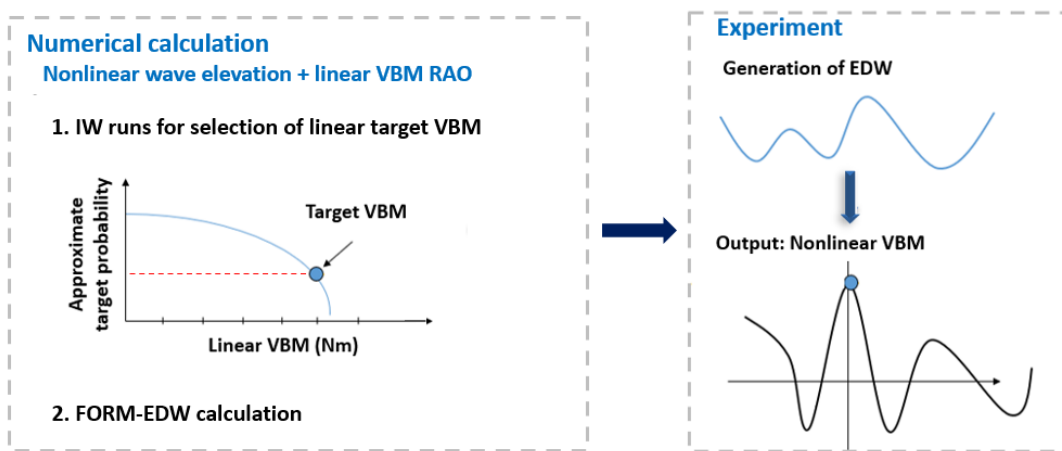 Numerical calculation
Nonlinear wave elevation + linear VBM RAO
1. IW runs for selection of linear target VBM
Approximate
target probability
Target VBM
Linear VBM (Nm)
2. FORM-EDW calculation
Experiment
Generation of EDW
Output: Nonlinear VBM